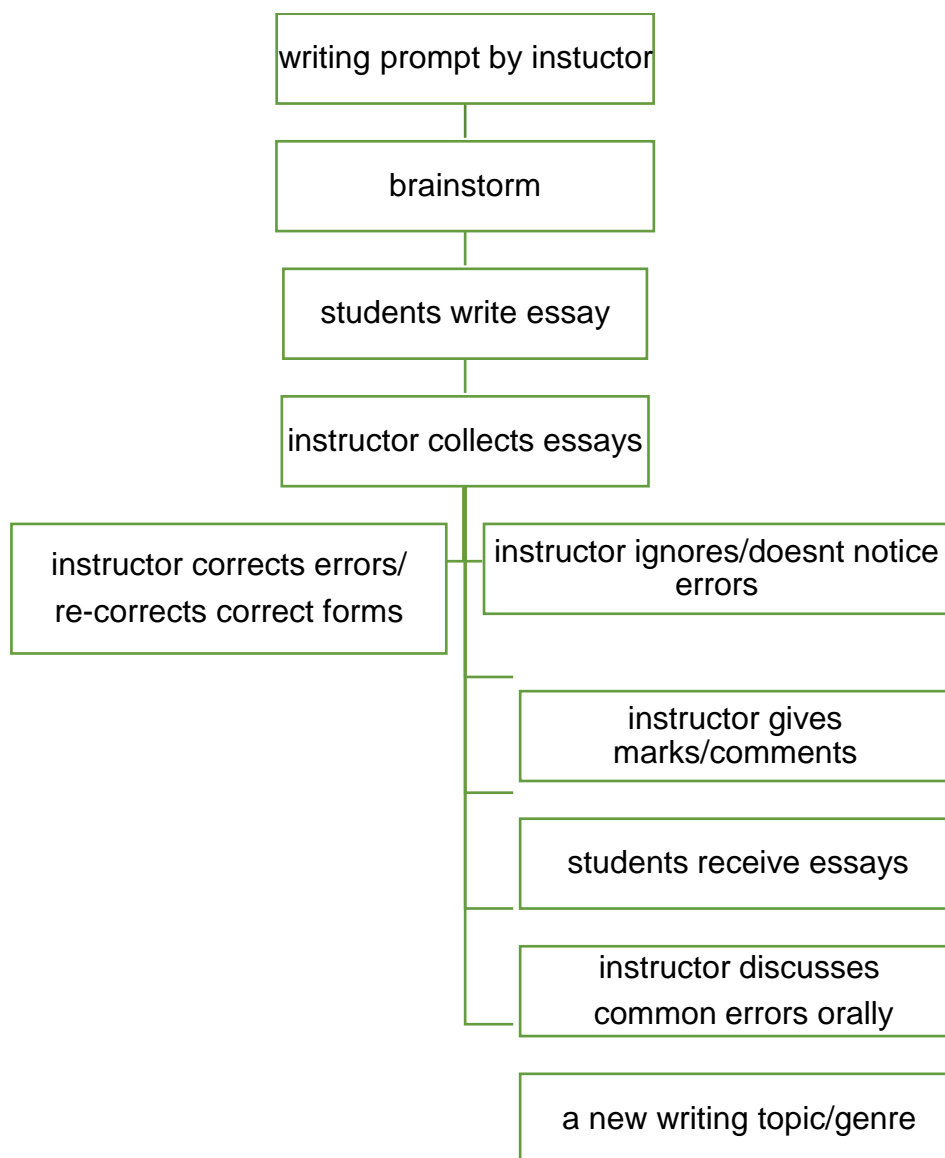 writing prompt by instuctor
brainstorm
students write essay
instructor collects essays
instructor corrects errors/
re-corrects correct forms
instructor ignores/doesnt notice
errors
instructor gives
marks/comments
students receive essays
instructor discusses
common errors orally
a new writing topic/genre